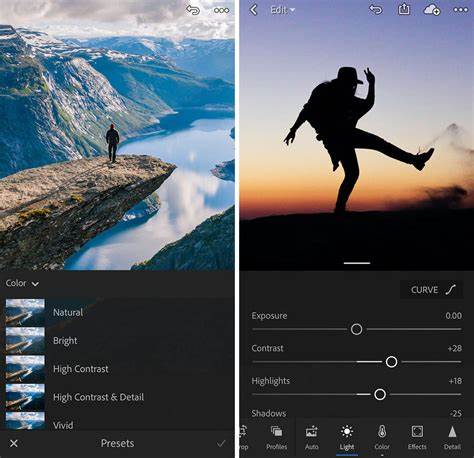 Color
Natural
Bright
High Contrast
High Contrast & Detail
Vivid
Presets
Edit
CURVE
Exposure 0.00
Contrast +28
Highlights +18
Shadows -25
Profiles Auto Light Color Effects Detail